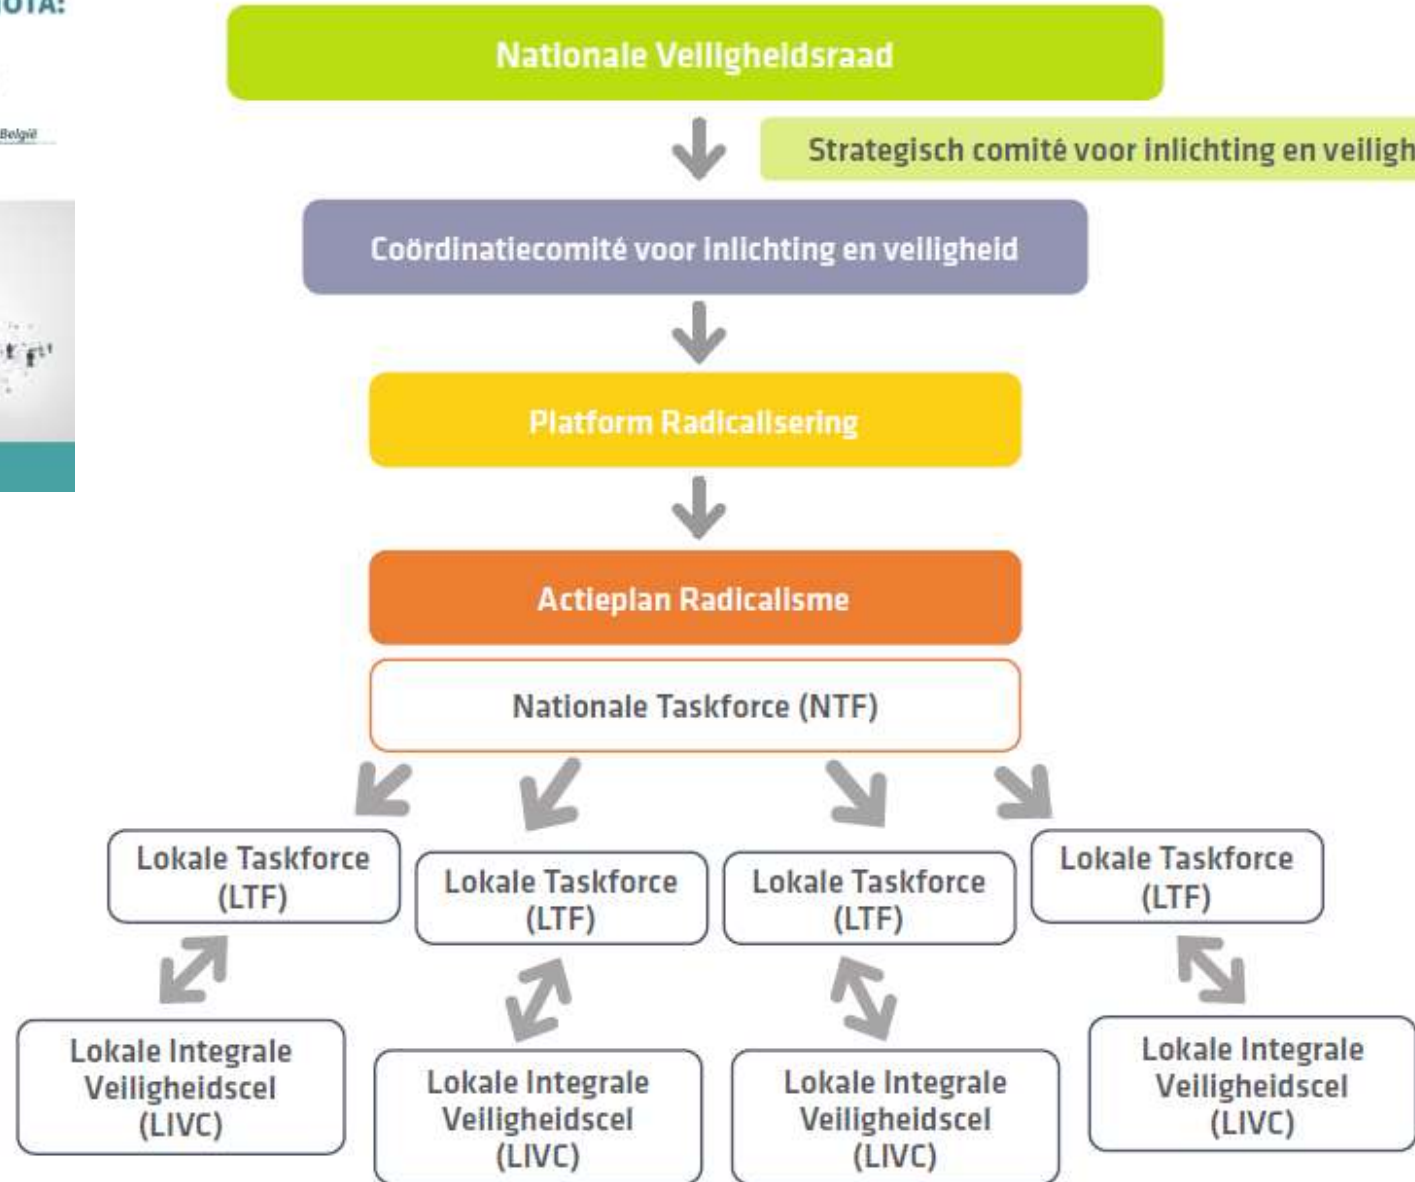 NOTA:
België
Nationale Veiligheidsraad
Strategisch comité voor inlichting en veiligh
Coördinatiecomité voor inlichting en veiligheid
Platform Radicalisering
Actieplan Radicalisme
Nationale Taskforce (NTF)
Lokale Taskforce
(LTF)
Lokale Taskforce
(LTF)
Lokale Taskforce
(LTF)
Lokale Taskforce
(LTF)
Lokale Integrale
Veiligheidscel
(LIVC)
Lokale Integrale
Veiligheidscel
(LIVC)
Lokale Integrale
Veiligheidscel
(LIVC)
Lokale Integrale
Veiligheidscel
(LIVC)